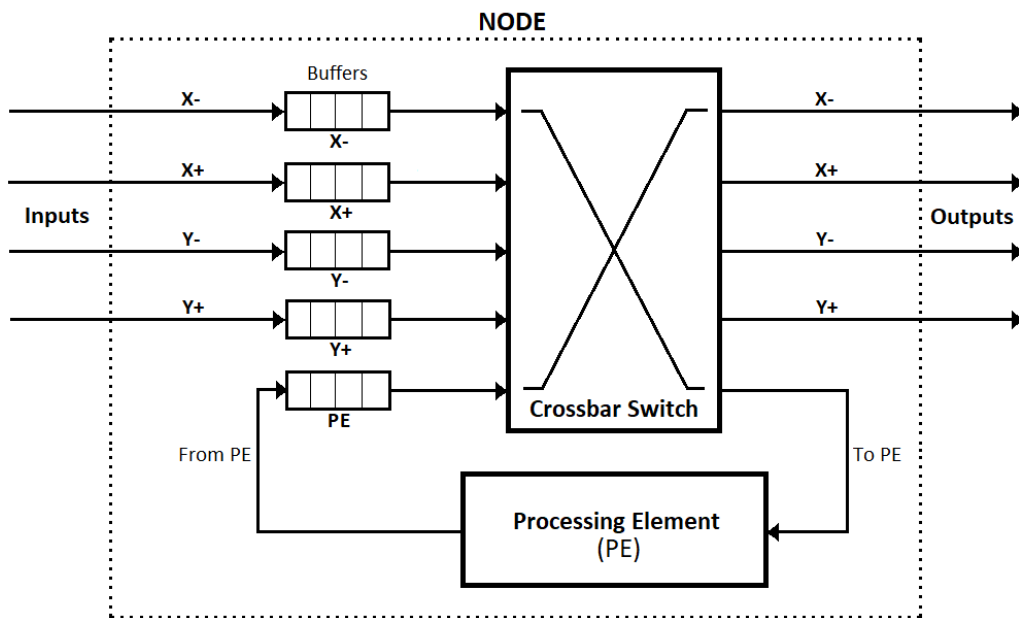 NODE
Buffers
X-
X-
X-
X+
X+
X+
Inputs
Outputs
Y-
Y-
Y-
Y+
Y+
Y+
PE
Crossbar Switch
From PE
To PE
Processing Element
(PE)